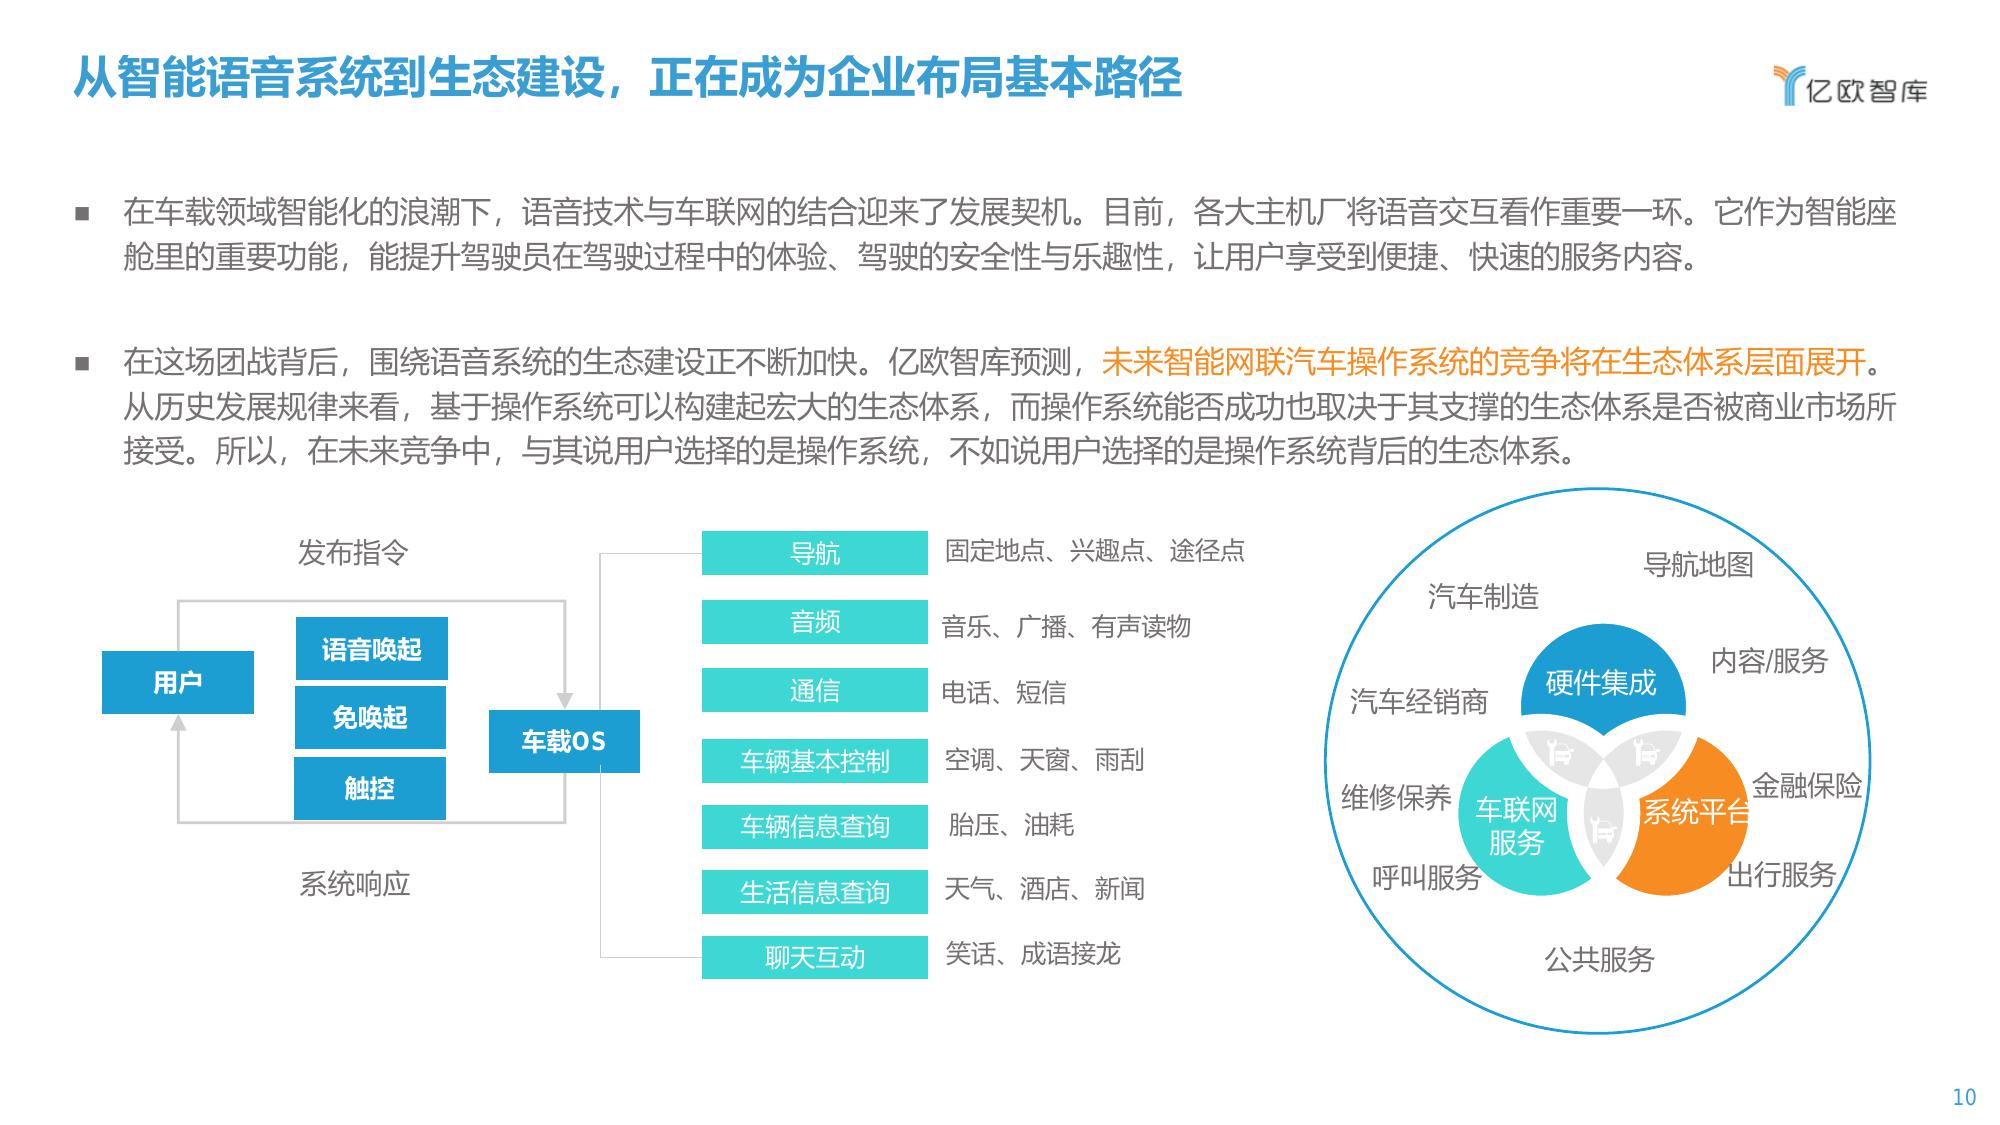 从智能语音系统到生态建设，正在成为企业布局基本路径
亿欧智库
■ 在车载领域智能化的浪潮下，语音技术与车联网的结合迎来了发展契机。目前，各大主机厂将语音交互看作重要一环。它作为智能座
舱里的重要功能，能提升驾驶员在驾驶过程中的体验、驾驶的安全性与乐趣性，让用户享受到便捷、快速的服务内容。
■ 在这场团战背后，围绕语音系统的生态建设正不断加快。亿欧智库预测，未来智能网联汽车操作系统的竞争将在生态体系层面展开。
从历史发展规律来看，基于操作系统可以构建起宏大的生态体系，而操作系统能否成功也取决于其支撑的生态体系是否被商业市场所
接受。所以，在未来竞争中，与其说用户选择的是操作系统，不如说用户选择的是操作系统背后的生态体系。
发布指令
用户
语音唤起
免唤起
触控
车载OS
系统响应
导航
固定地点、兴趣点、途径点
音频
音乐、广播、有声读物
通信
电话、短信
车辆基本控制
空调、天窗、雨刮
车辆信息查询
胎压、油耗
生活信息查询
天气、酒店、新闻
聊天互动
笑话、成语接龙
导航地图
汽车制造
内容/服务
硬件集成
汽车经销商
金融保险
维修保养
车联网
服务
系统平台
呼叫服务
出行服务
公共服务
10